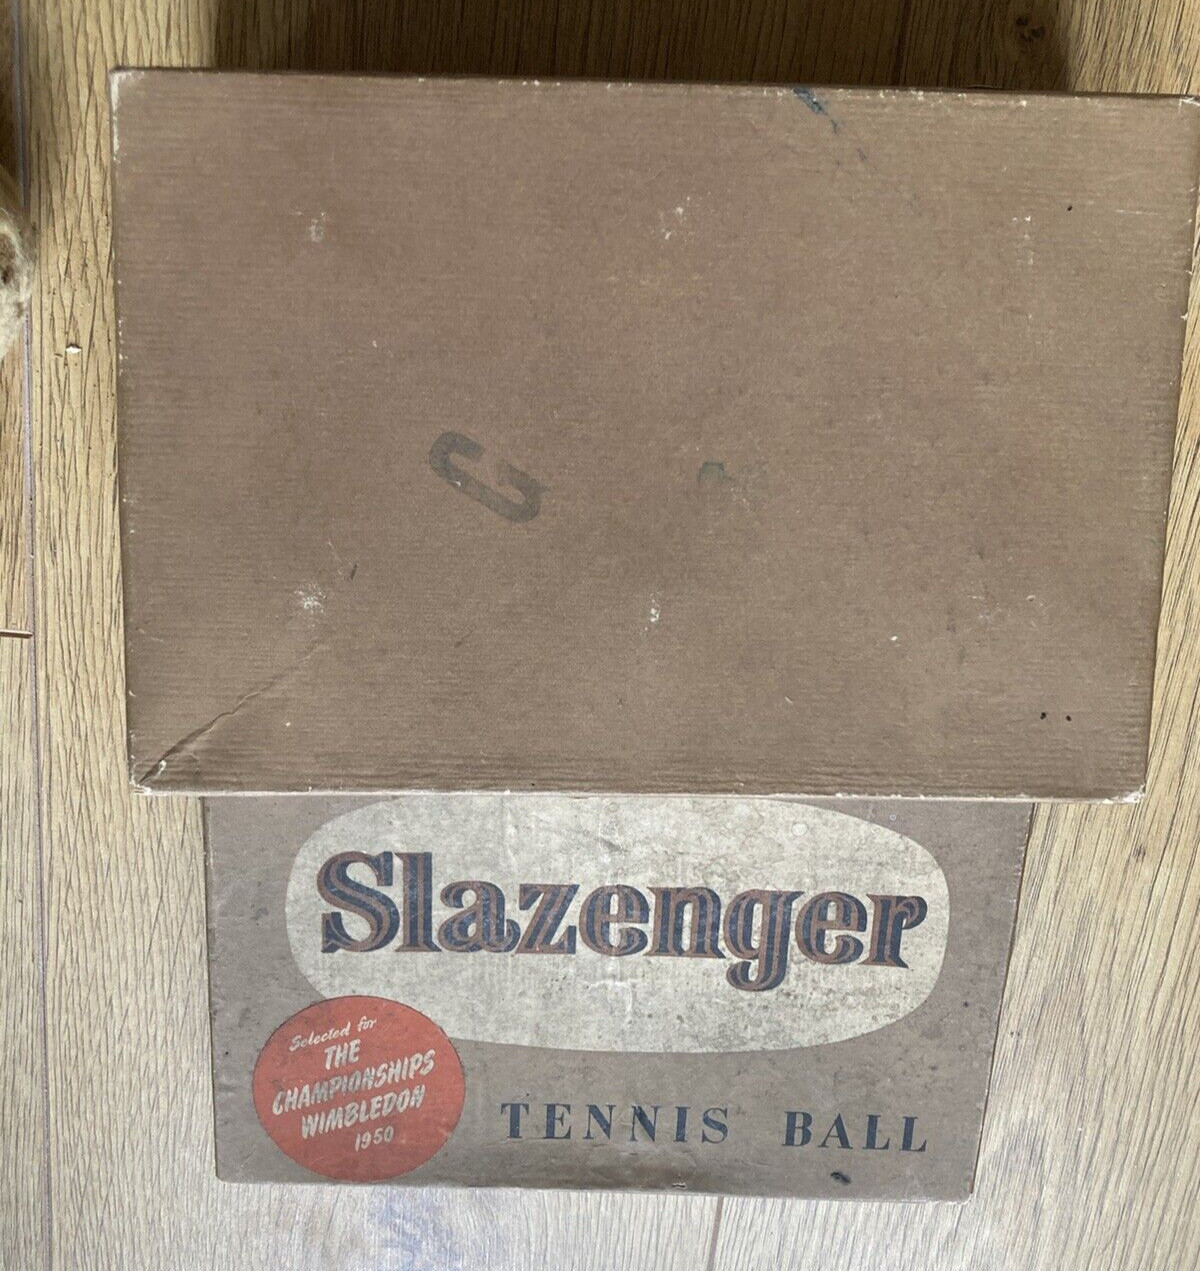 Slazenger
Selected for
THE
CHAMPIONSHIPS
WIMBLEDON
1950
TENNIS BALL